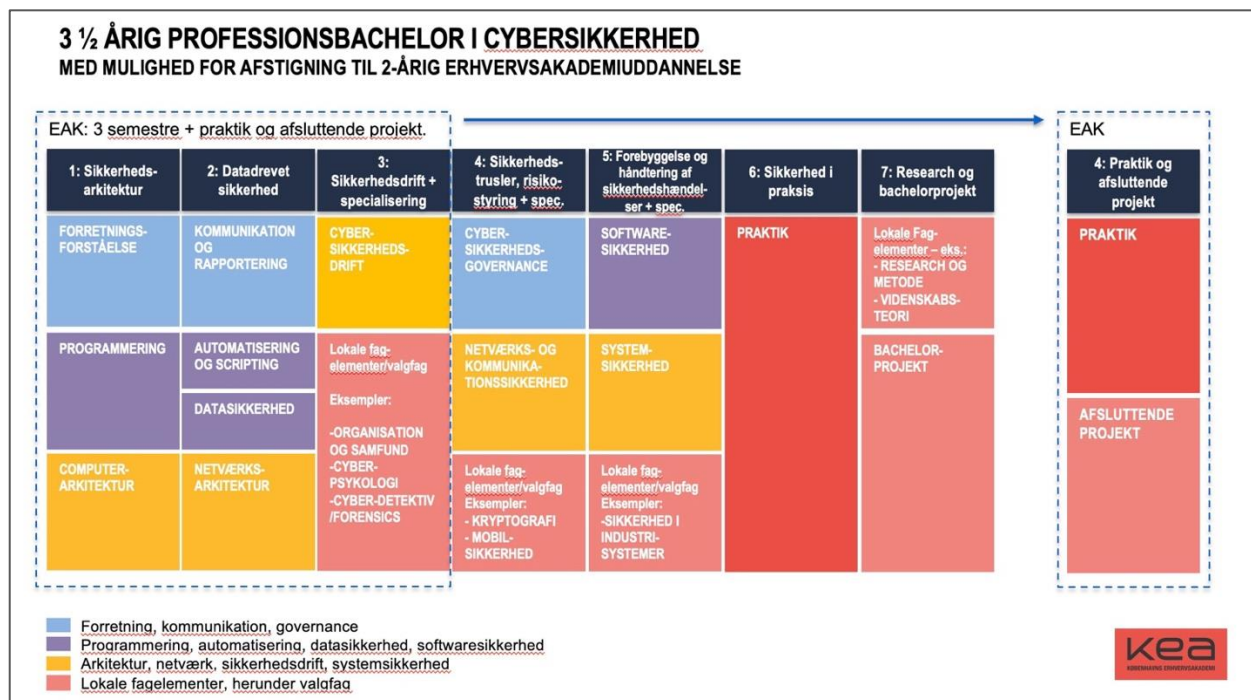 3 ½ ÅRIG PROFESSIONSBACHELOR I CYBERSIKKERHED
MED MULIGHED FOR AFSTIGNING TIL 2-ÅRIG ERHVERVSAKADEMIUDDANNELSE
EAK: 3 semestre + praktik og afsluttende projekt.
1: Sikkerheds-
arkitektur
FORRETNINGS-
FORSTÅELSE
PROGRAMMERING
COMPUTER-
ARKITEKTUR
2: Datadrevet
sikkerhed
KOMMUNIKATION
OG
RAPPORTERING
AUTOMATISERING
OG SCRIPTING
DATASIKKERHED
NETVÆRKS-
ARKITEKTUR
3:
Sikkerhedsdrift +
specialisering
CYBER-
SIKKERHEDS-
DRIFT
Lokale fag-
elementer/valgfag
Eksempler:
-ORGANISATION
OG SAMFUND
-CYBER-
PSYKOLOGI
-CYBER-DETEKTIV
/FORENSICS
4: Sikkerheds-
trusler, risiko-
styring + spec.
CYBER-
SIKKERHEDS-
GOVERNANCE
NETVÆRKS- OG
KOMMUNIKA-
TIONSSIKKERHED
Lokale fag-
elementer/valgfag
Eksempler:
- KRYPTOGRAFI
- MOBIL-
SIKKERHED
5: Forebyggelse og
håndtering af
sikkerhedshændel-
ser + spec.
SOFTWARE-
SIKKERHED
SYSTEM-
SIKKERHED
Lokale fag-
elementer/valgfag
Eksempler:
-SIKKERHED I
INDUSTRI-
SYSTEMER
6: Sikkerhed i
praksis
PRAKTIK
7: Research og
bachelorprojekt
Lokale Fag-
elementer – eks.:
- RESEARCH OG
METODE
- VIDENSKABS-
TEORI
BACHELOR-
PROJEKT
EAK
4: Praktik og
afsluttende
projekt
PRAKTIK
AFSLUTTENDE
PROJEKT
Forretning, kommunikation, governance
Programmering, automatisering, datasikkerhed, softwaresikkerhed
Arkitektur, netværk, sikkerhedsdrift, systemsikkerhed
Lokale fagelementer, herunder valgfag
kea
KØBENHAVNS ERHVERVSAKADEMI